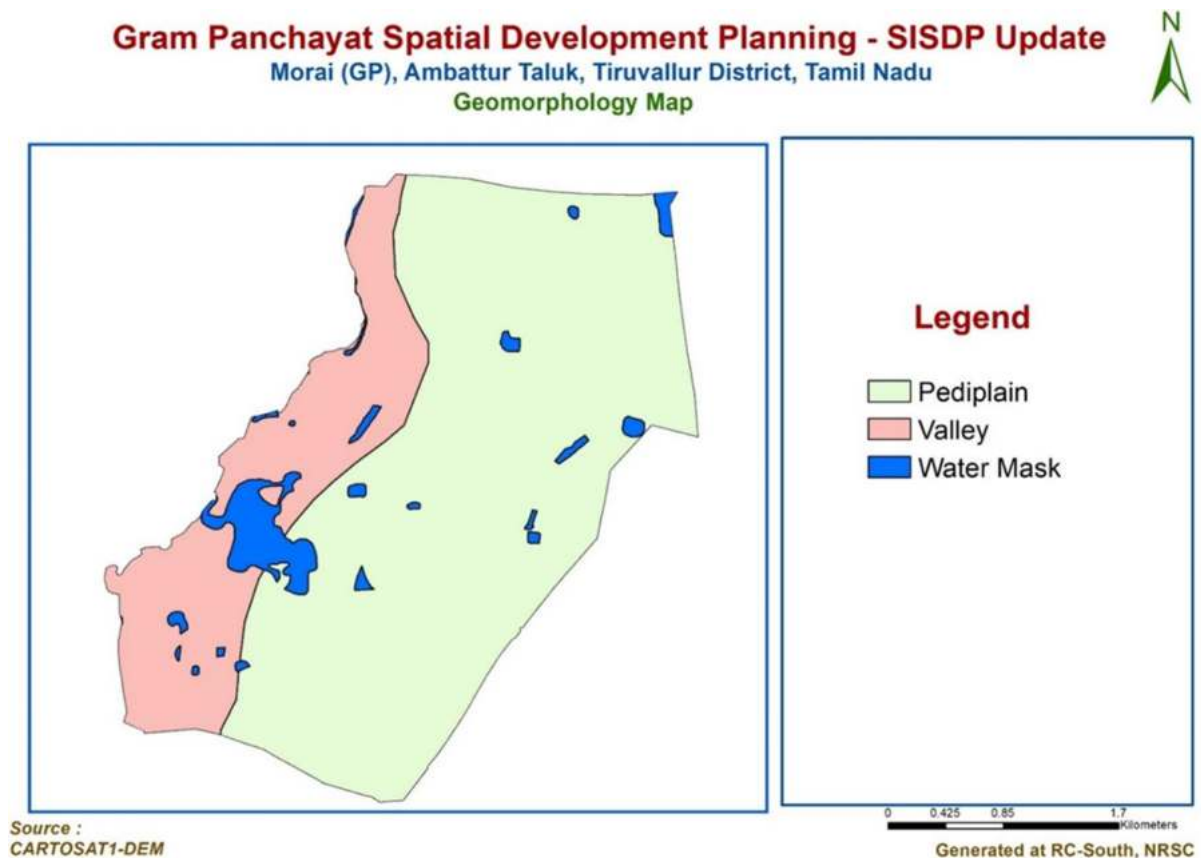 Gram Panchayat Spatial Development Planning - SISDP Update
Morai (GP), Ambattur Taluk, Tiruvallur District, Tamil Nadu
Geomorphology Map
N
Legend
Pediplain
Valley
Water Mask
0 0.425 0.85 1.7
Kilometers
Source :
CARTOSAT1-DEM
Generated at RC-South, NRSC